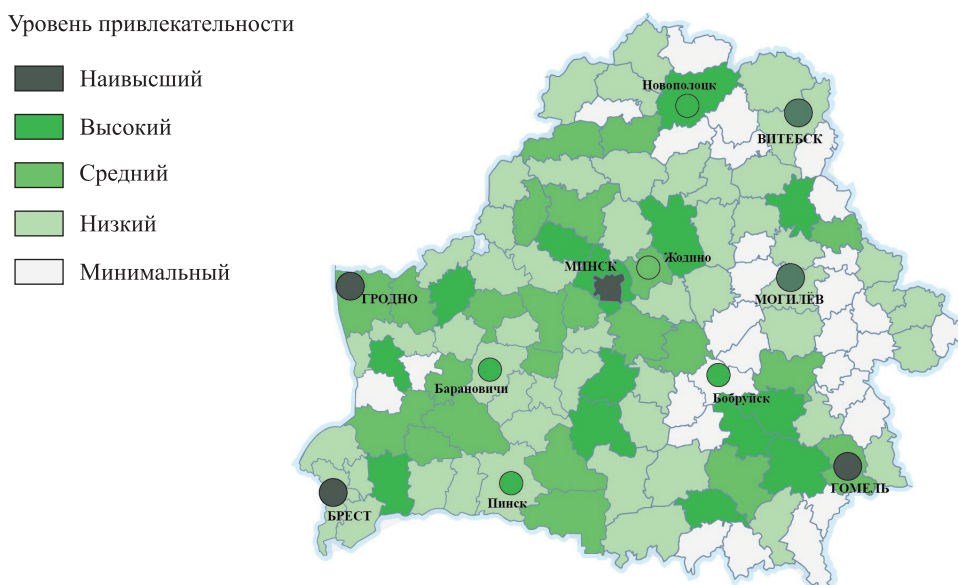 Уровень привлекательности
Наивысший
Высокий
Средний
Низкий
Минимальный
Новополоцк
ВИТЕБСК
МИНСК
Жодино
ГРОДНО
МОГИЛЁВ
Барановичи
Бобруйск
Пинск
ГОМЕЛЬ
БРЕСТ